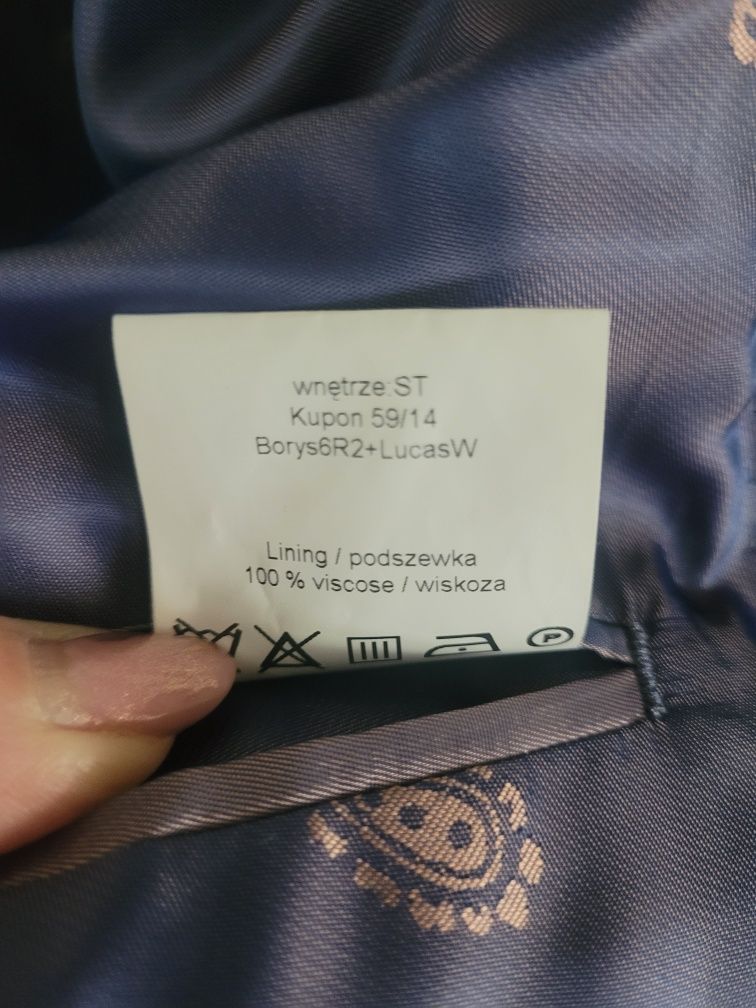 wnętrze:ST
Kupon 59/14
Borys6R2+LucasW
Lining / podszewka
100 % viscose / wiskoza
P